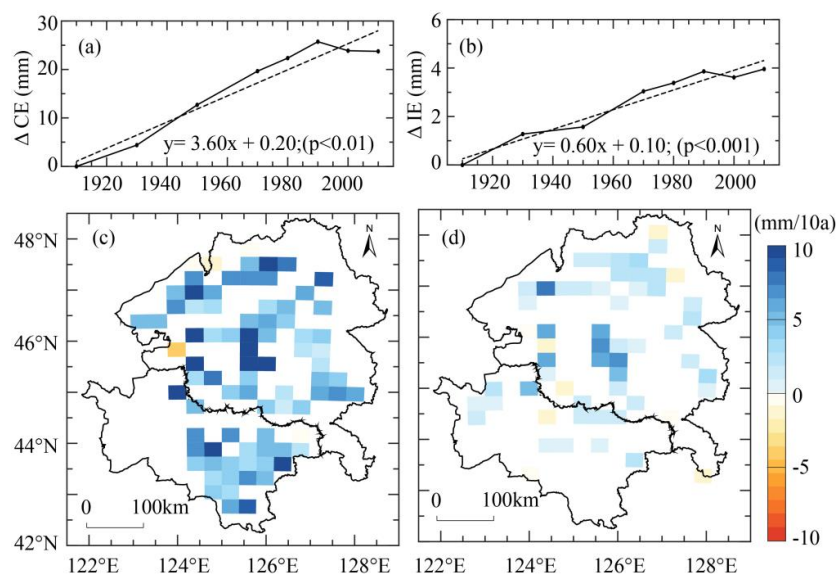 (a)
Δ CE (mm)
30
20
10
0
y= 3.60x + 0.20;(p<0.01)
1920 1940 1960 1980 2000
(b)
Δ IE (mm)
6
4
2
0
y= 0.60x + 0.10; (p<0.001)
1920 1940 1960 1980 2000
(c)
N
48°N
46°N
44°N
42°N
0 100km
122°E 124°E 126°E 128°E
(d)
N
0 100km
122°E 124°E 126°E 128°E
(mm/10a)
10
5
0
-5
-10